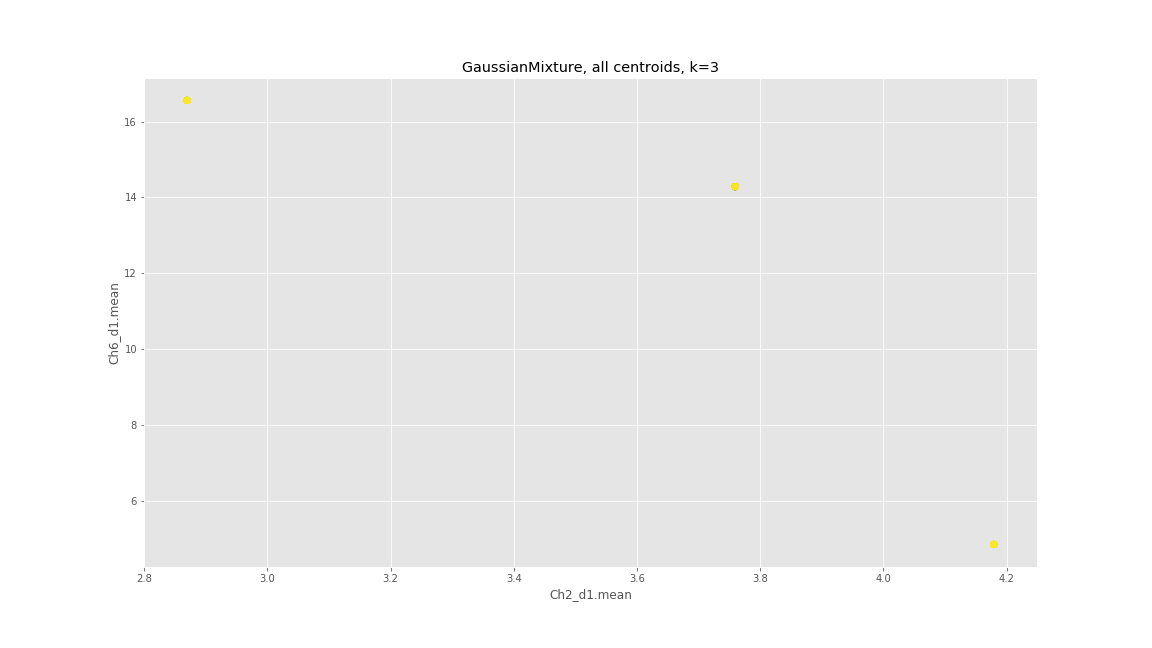 GaussianMixture, all centroids, k=3
16
14
12
10
8
6
Ch6_d1.mean
2.8 3.0 3.2 3.4 3.6 3.8 4.0 4.2
Ch2_d1.mean